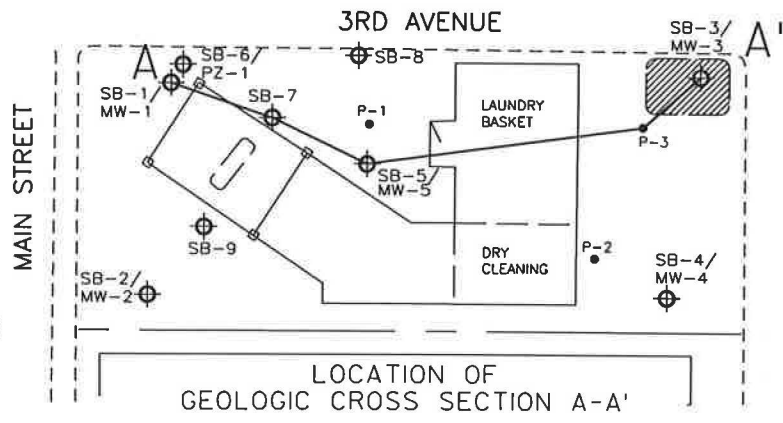 3RD AVENUE
A
SB-6/
PZ-1
SB-8
SB-3/
MW-3
A'
SB-1/
MW-1
SB-7
P-1
LAUNDRY
BASKET
P-3
MAIN STREET
SB-5/
MW-5
SB-9
DRY
CLEANING
P-2
SB-4/
MW-4
SB-2/
MW-2
LOCATION OF
GEOLOGIC CROSS SECTION A-A'